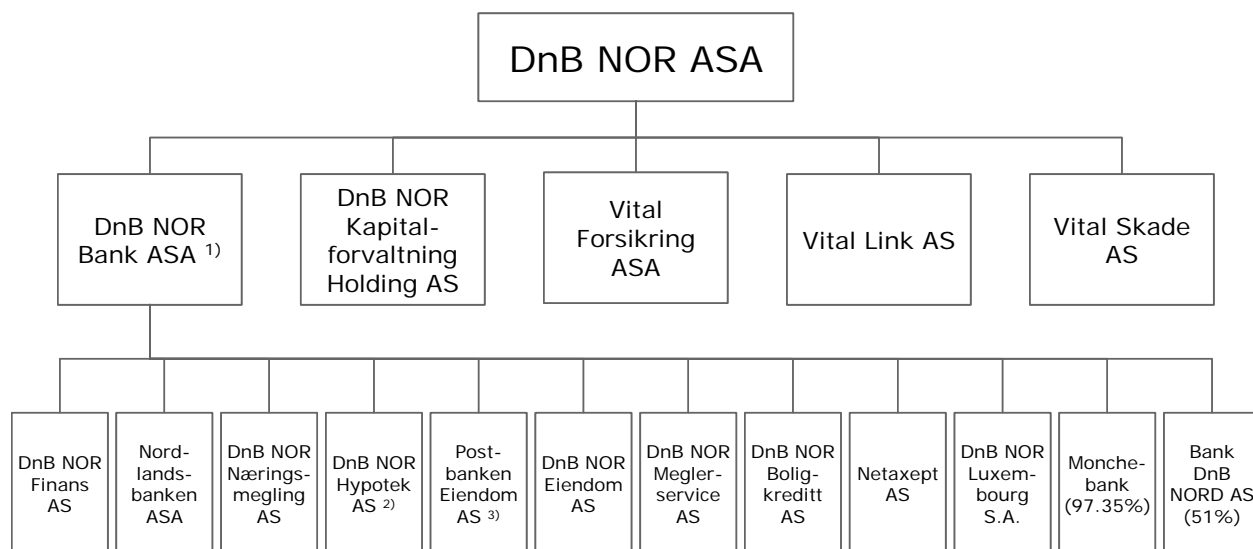 DnB NOR ASA
DnB NOR
Bank ASA 1)
DnB NOR
Kapital-
forvaltning
Holding AS
Vital
Forsikring
ASA
Vital Link AS
Vital Skade
AS
DnB NOR
Finans
AS
Nord-
lands-
banken
ASA
DnB NOR
Nærings-
megling
AS
DnB NOR
Hypotek
AS 2)
Post-
banken
Eiendom
AS 3)
DnB NOR
Eiendom
AS
DnB NOR
Megler-
service
AS
DnB NOR
Bolig-
kreditt
AS
Netaxept
AS
DnB NOR
Luxem-
bourg
S.A.
Monche-
bank
(97.35%)
Bank
DnB
NORD AS
(51%)